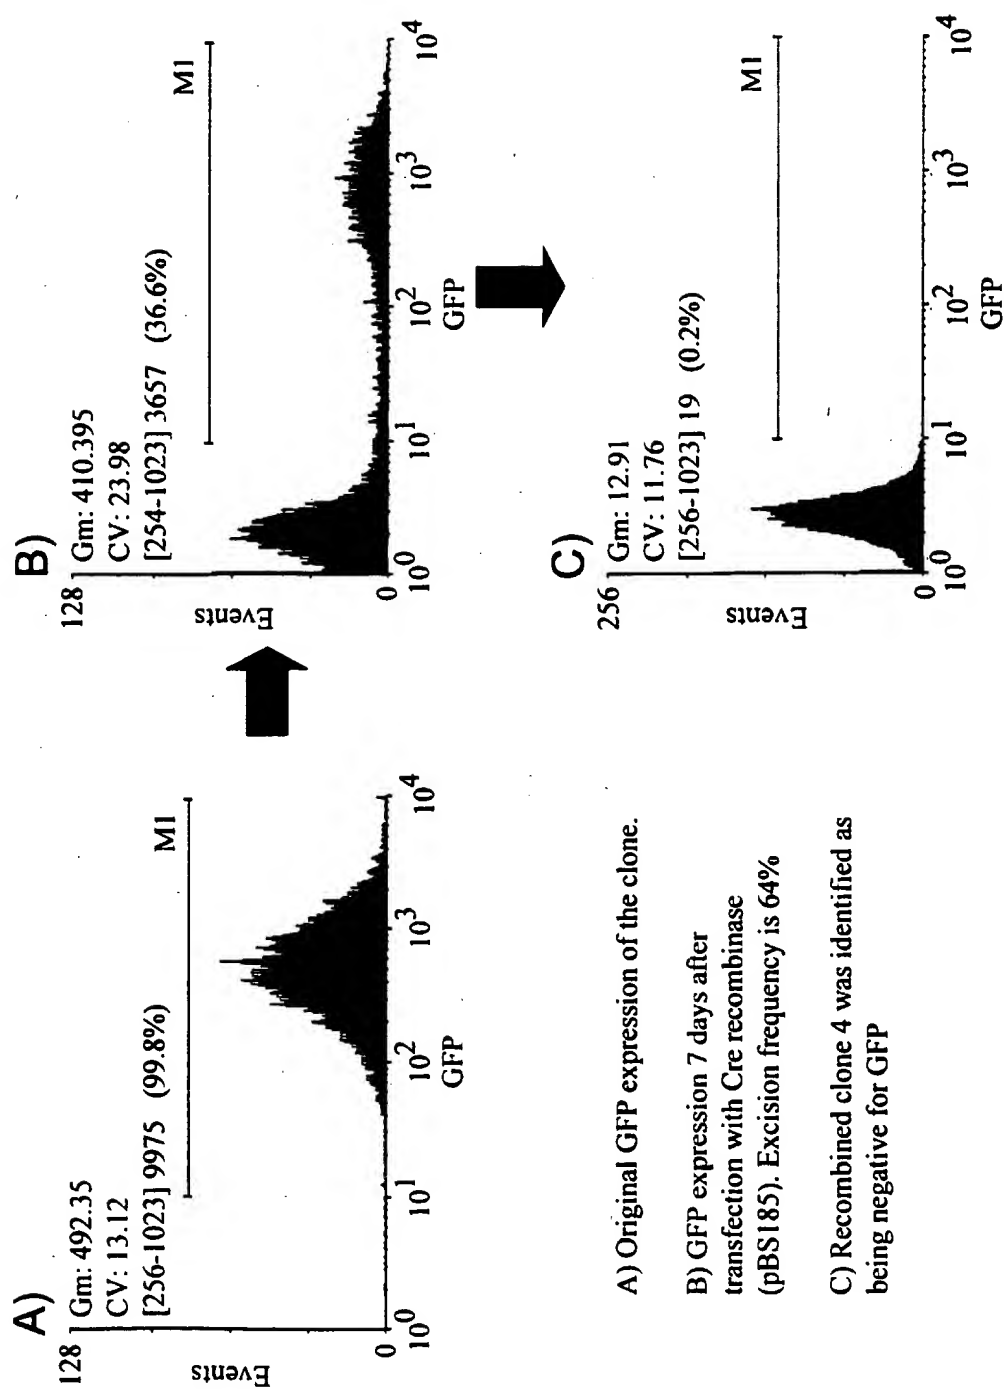 A)
Gm: 492.35
CV: 13.12
[256-1023] 9975 (99.8%)
M1
128
Events
0
10^0
10^1
10^2
10^3
10^4
GFP
B)
Gm: 410.395
CV: 23.98
[254-1023] 3657 (36.6%)
M1
128
Events
0
10^0
10^1
10^2
10^3
10^4
GFP
C)
Gm: 12.91
CV: 11.76
[256-1023] 19 (0.2%)
M1
256
Events
0
10^0
10^1
10^2
10^3
10^4
GFP
A) Original GFP expression of the clone.
B) GFP expression 7 days after
transfection with Cre recombinase
(pBS185). Excision frequency is 64%
C) Recombined clone 4 was identified as
being negative for GFP